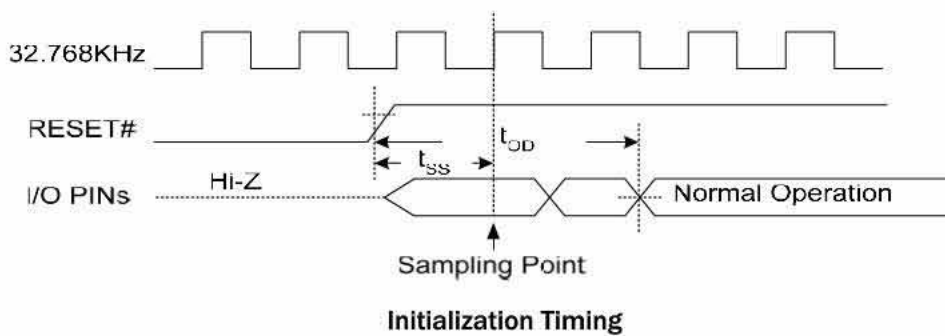 32.768KHz
RESET#
tOD
tSS
I/O PINs
Hi-Z
Normal Operation
Sampling Point
Initialization Timing